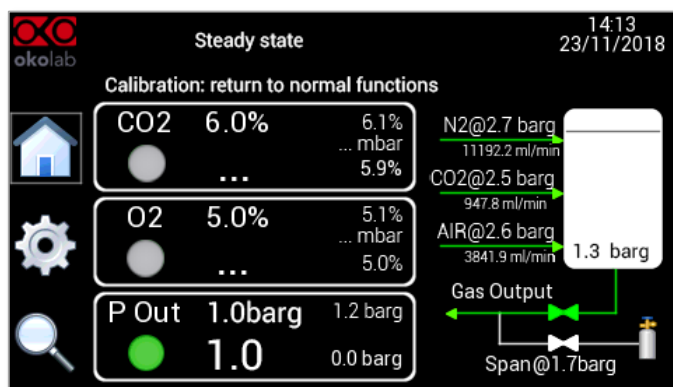 okolab
Steady state
14:13
23/11/2018
Calibration: return to normal functions
CO2 6.0% 6.1%
... mbar
... 5.9%
O2 5.0% 5.1%
... mbar
... 5.0%
P Out 1.0barg 1.2 barg
1.0 0.0 barg
N2@2.7 barg
11192.2 ml/min
CO2@2.5 barg
947.8 ml/min
AIR@2.6 barg
3841.9 ml/min
1.3 barg
Gas Output
Span@1.7barg